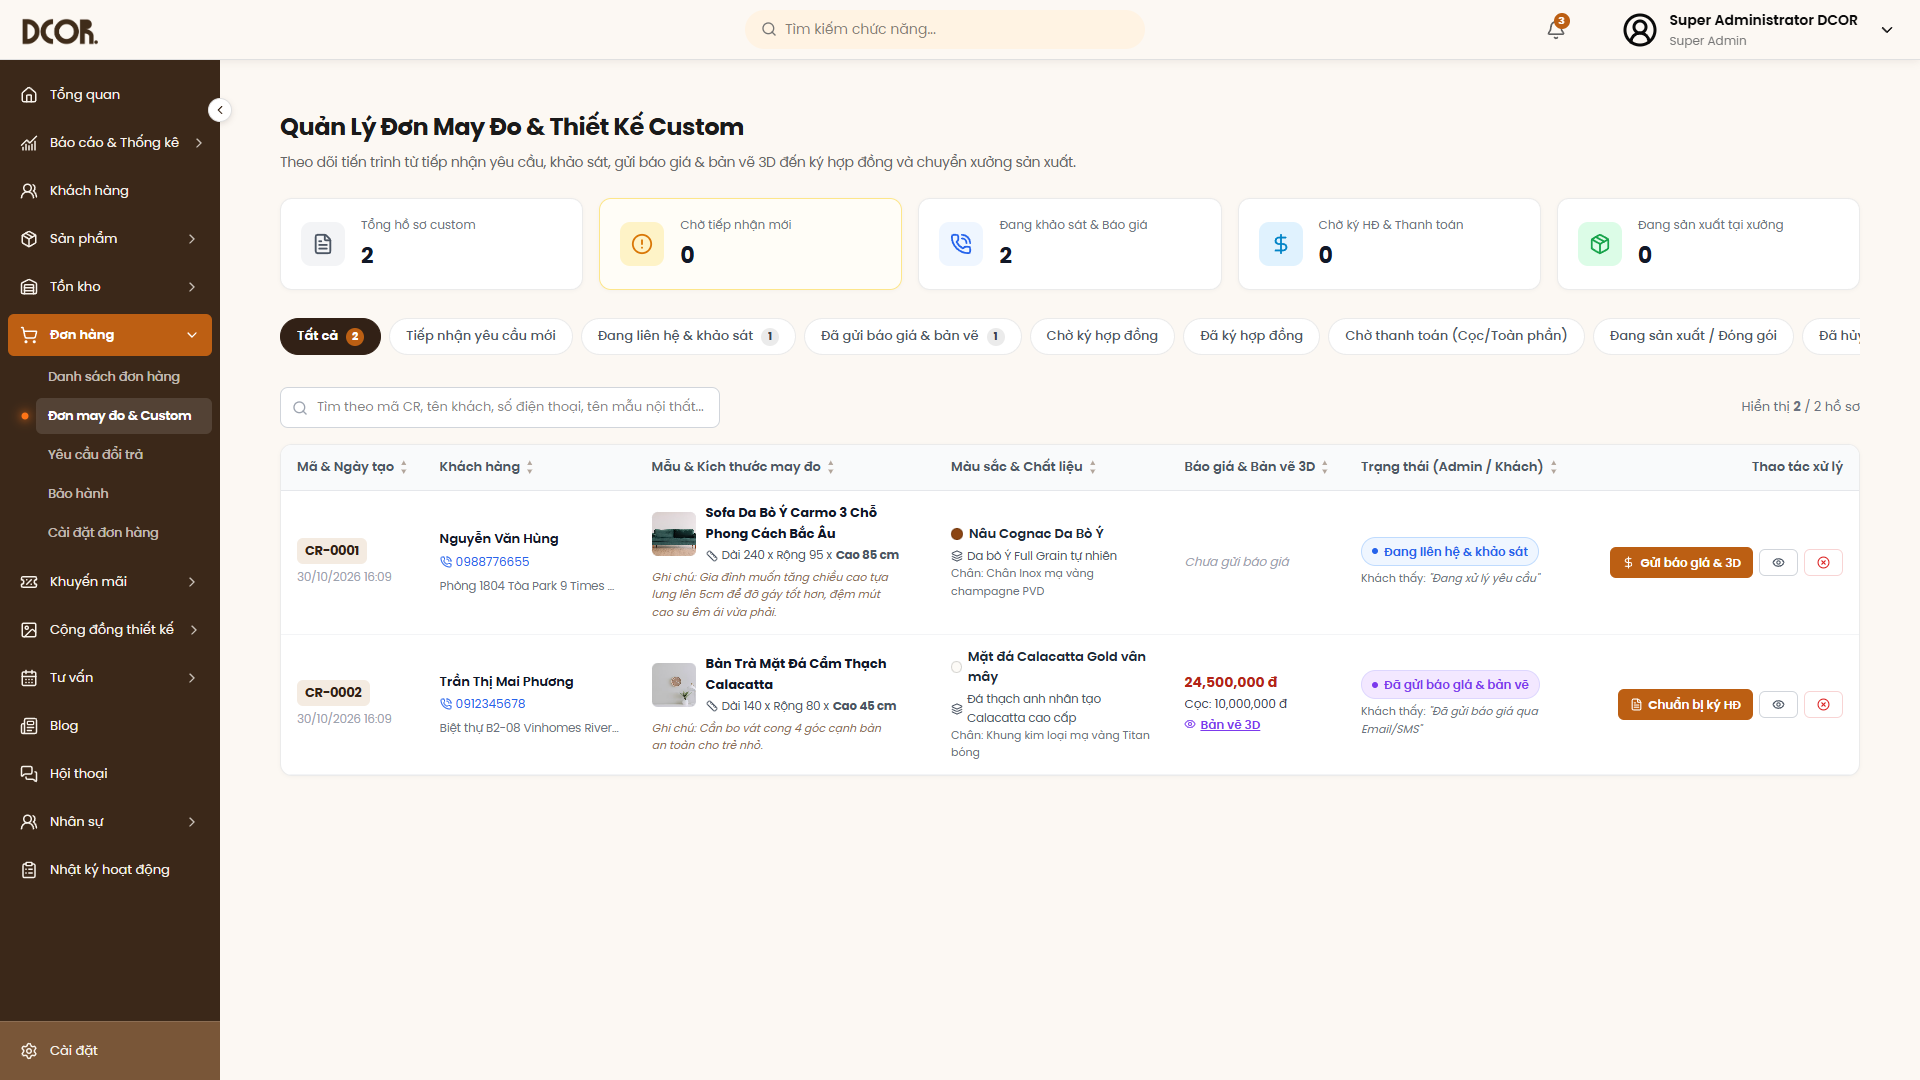 DCOR.
Tìm kiếm chức năng...
3
Super Administrator DCOR
Super Admin
Tổng quan
Báo cáo & Thống kê
Khách hàng
Sản phẩm
Tồn kho
Đơn hàng
Danh sách đơn hàng
Đơn may đo & Custom
Yêu cầu đổi trả
Bảo hành
Cài đặt đơn hàng
Khuyến mãi
Cộng đồng thiết kế
Tư vấn
Blog
Hội thoại
Nhân sự
Nhật ký hoạt động
Cài đặt
Quản Lý Đơn May Đo & Thiết Kế Custom
Theo dõi tiến trình từ tiếp nhận yêu cầu, khảo sát, gửi báo giá & bản vẽ 3D đến ký hợp đồng và chuyển xưởng sản xuất.
Tổng hồ sơ custom
2
Chờ tiếp nhận mới
0
Đang khảo sát & Báo giá
2
Chờ ký HĐ & Thanh toán
0
Đang sản xuất tại xưởng
0
Tất cả 2
Tiếp nhận yêu cầu mới
Đang liên hệ & khảo sát 1
Đã gửi báo giá & bản vẽ 1
Chờ ký hợp đồng
Đã ký hợp đồng
Chờ thanh toán (Cọc/Toàn phần)
Đang sản xuất / Đóng gói
Đã hủy
Tìm theo mã CR, tên khách, số điện thoại, tên mẫu nội thất...
Hiển thị 2 / 2 hồ sơ
Mã & Ngày tạo
Khách hàng
Mẫu & Kích thước may đo
Màu sắc & Chất liệu
Báo giá & Bản vẽ 3D
Trạng thái (Admin / Khách)
Thao tác xử lý
CR-0001
30/10/2026 16:09
Nguyễn Văn Hùng
0988776655
Phòng 1804 Tòa Park 9 Times ...
Sofa Da Bò Ý Carmo 3 Chỗ
Phong Cách Bắc Âu
Dài 240 x Rộng 95 x Cao 85 cm
Ghi chú: Gia đình muốn tăng chiều cao tựa
lưng lên 5cm để đỡ gáy tốt hơn, đệm mút
cao su êm ái vừa phải.
Nâu Cognac Da Bò Ý
Da bò Ý Full Grain tự nhiên
Chân: Chân Inox mạ vàng
champagne PVD
Chưa gửi báo giá
Đang liên hệ & khảo sát
Khách thấy: "Đang xử lý yêu cầu"
Gửi báo giá & 3D
CR-0002
30/10/2026 16:09
Trần Thị Mai Phương
0912345678
Biệt thự B2-08 Vinhomes River...
Bàn Trà Mặt Đá Cẩm Thạch
Calacatta
Dài 140 x Rộng 80 x Cao 45 cm
Ghi chú: Cần bo vát cong 4 góc cạnh bàn
an toàn cho trẻ nhỏ.
Mặt đá Calacatta Gold vân
mây
Đá thạch anh nhân tạo
Calacatta cao cấp
Chân: Khung kim loại mạ vàng Titan
bóng
24,500,000 đ
Cọc: 10,000,000 đ
Bản vẽ 3D
Đã gửi báo giá & bản vẽ
Khách thấy: "Đã gửi báo giá qua
Email/SMS"
Chuẩn bị ký HĐ